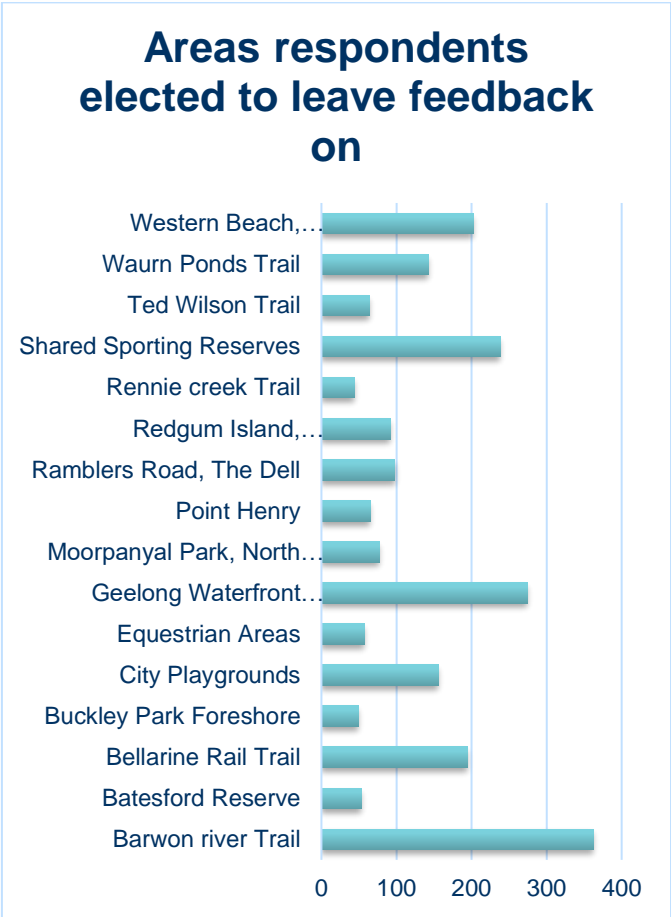 Areas respondents
elected to leave feedback
on
Western Beach,…
Waurn Ponds Trail
Ted Wilson Trail
Shared Sporting Reserves
Rennie creek Trail
Redgum Island,…
Ramblers Road, The Dell
Point Henry
Moorpanyal Park, North…
Geelong Waterfront…
Equestrian Areas
City Playgrounds
Buckley Park Foreshore
Bellarine Rail Trail
Batesford Reserve
Barwon river Trail
0 100 200 300 400